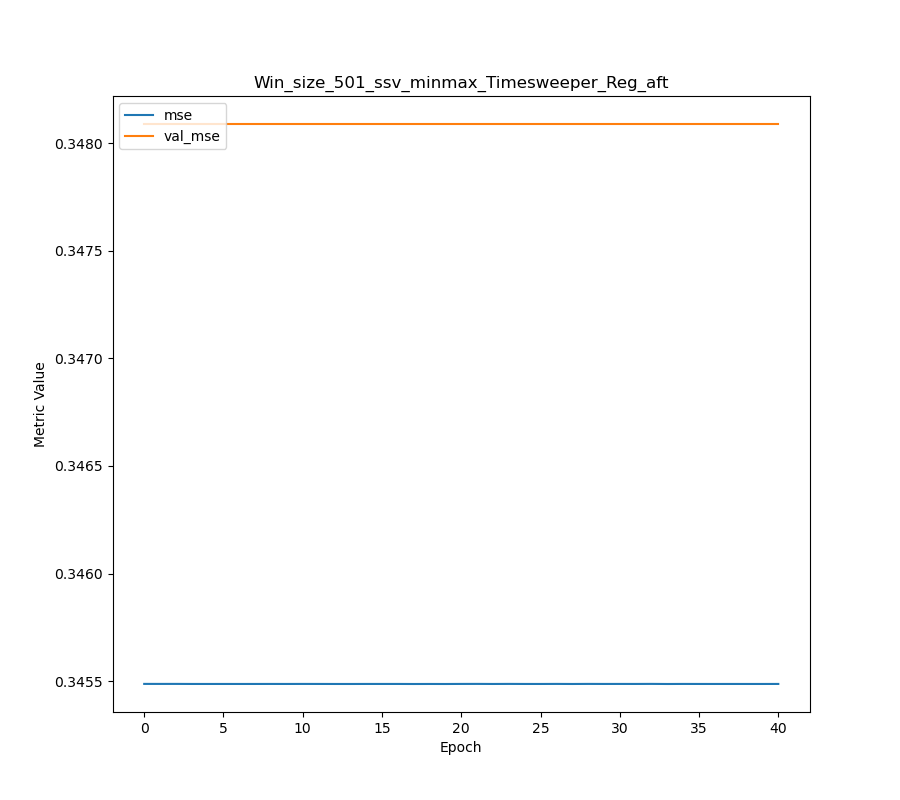 Win_size_501_ssv_minmax_Timesweeper_Reg_aft
mse
val_mse
0.3480
0.3475
0.3470
0.3465
0.3460
0.3455
Metric Value
0 5 10 15 20 25 30 35 40
Epoch